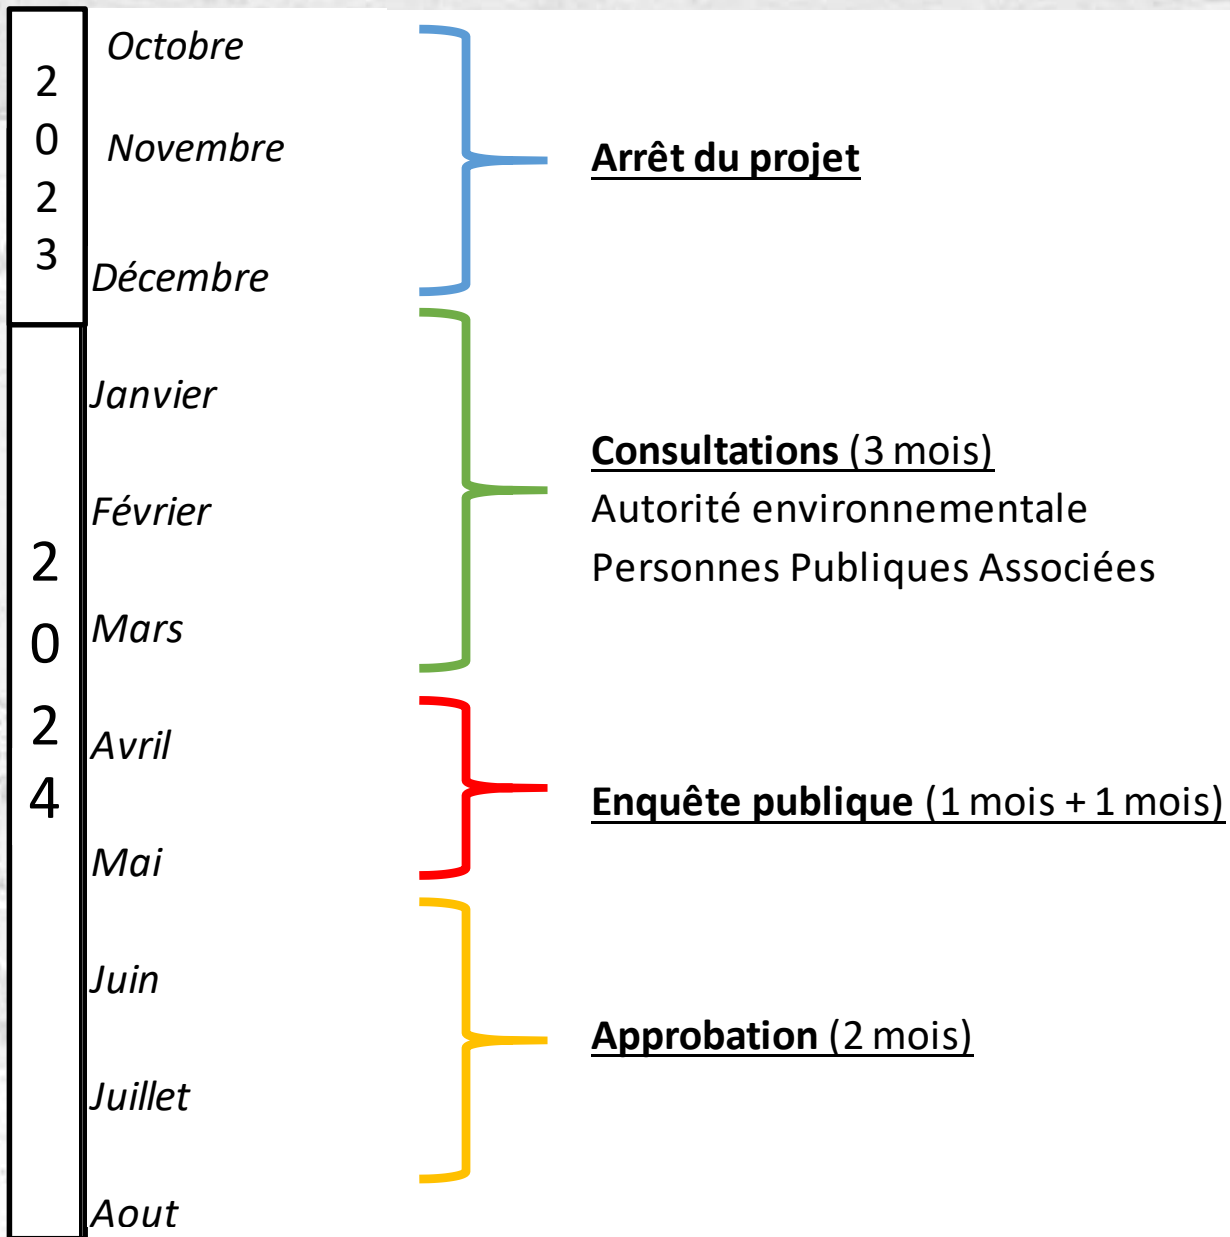 2023
Octobre
Novembre
Décembre
Arrêt du projet
2024
Janvier
Février
Mars
Consultations (3 mois)
Autorité environnementale
Personnes Publiques Associées
Avril
Mai
Enquête publique (1 mois + 1 mois)
Juin
Juillet
Aout
Approbation (2 mois)